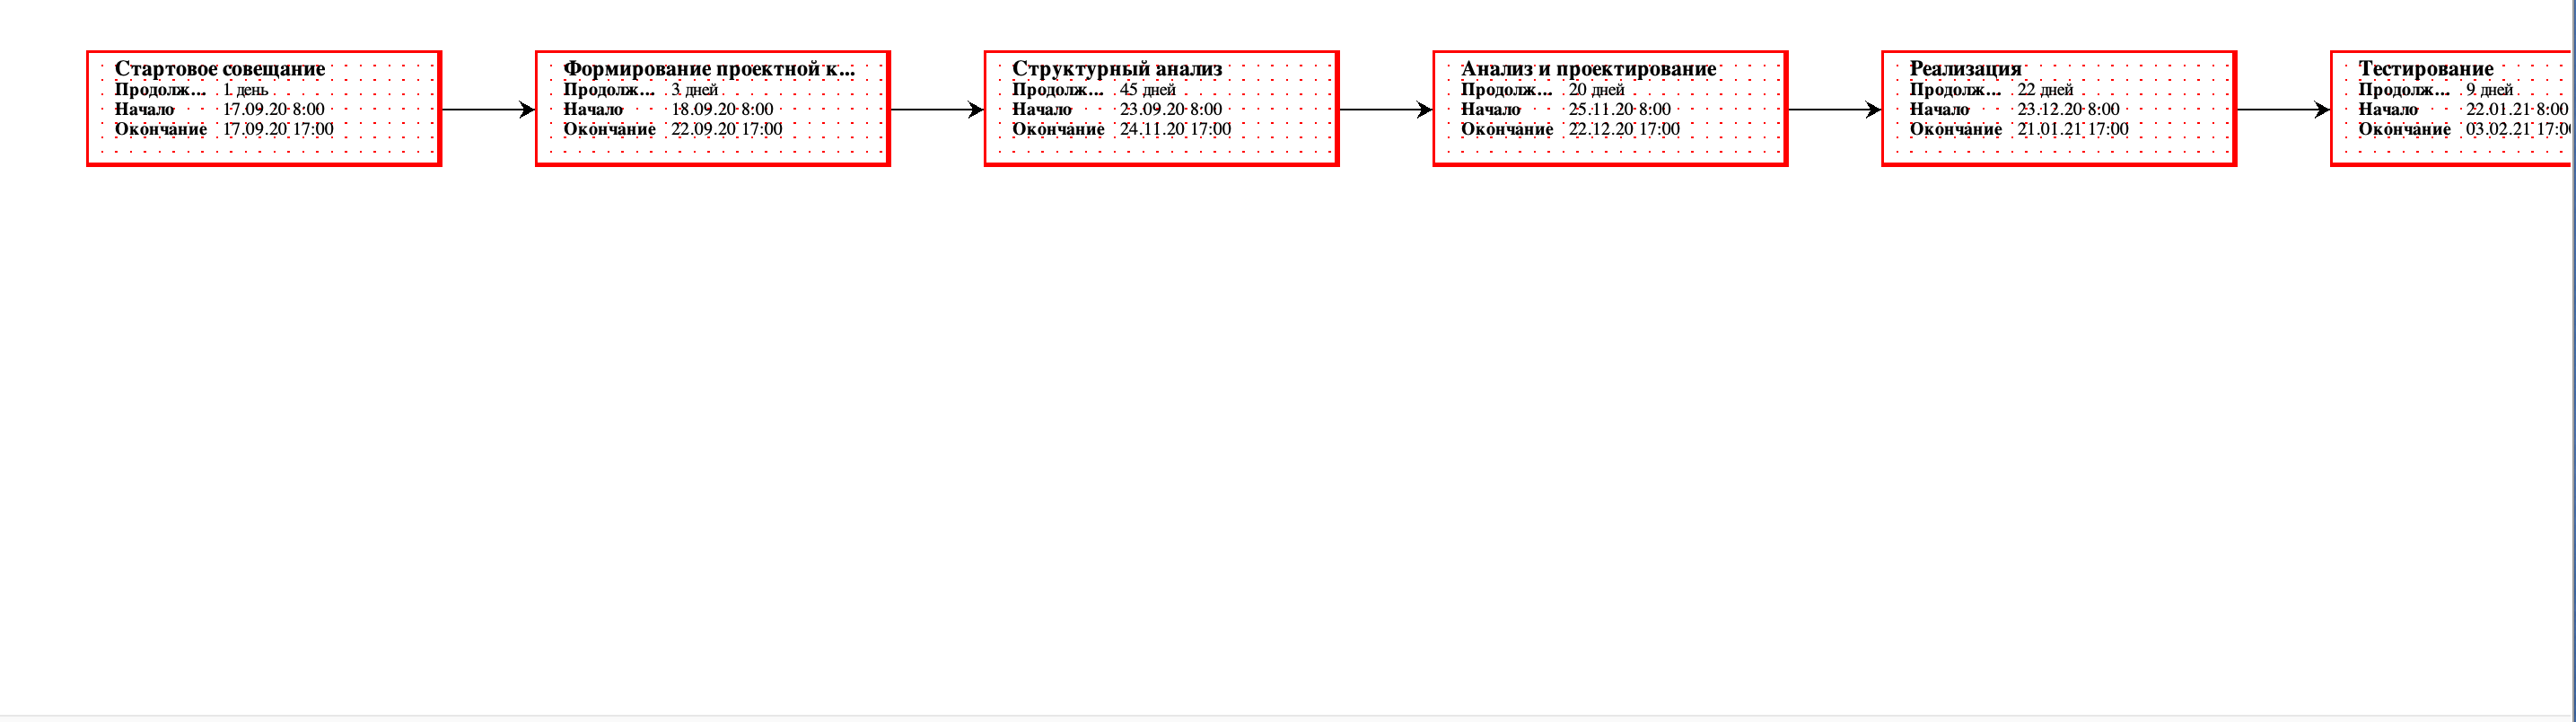 Стартовое совещание
Продолж... 1 день
Начало 17.09.20 8:00
Окончание 17.09.20 17:00
Формирование проектной к...
Продолж... 3 дней
Начало 18.09.20 8:00
Окончание 22.09.20 17:00
Структурный анализ
Продолж... 45 дней
Начало 23.09.20 8:00
Окончание 24.11.20 17:00
Анализ и проектирование
Продолж... 20 дней
Начало 25.11.20 8:00
Окончание 22.12.20 17:00
Реализация
Продолж... 22 дней
Начало 23.12.20 8:00
Окончание 21.01.21 17:00
Тестирование
Продолж... 9 дней
Начало 22.01.21 8:00
Окончание 03.02.21 17:00